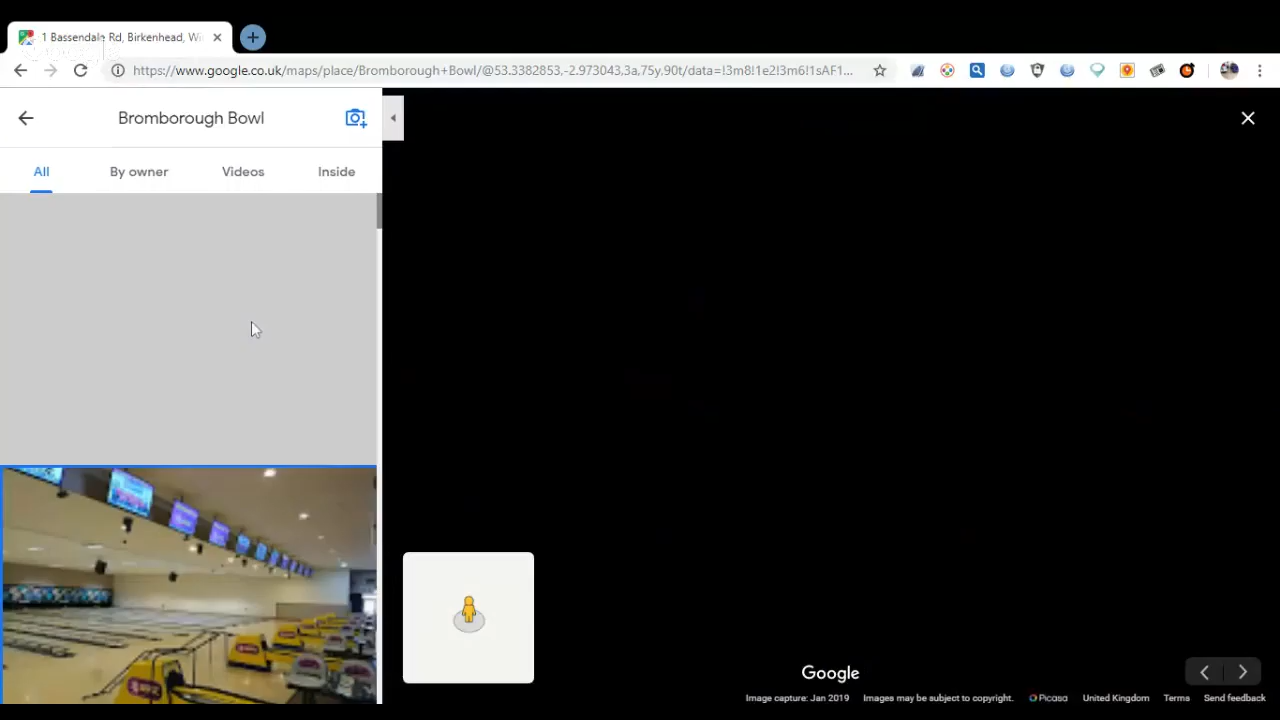 1 Bassendale Rd, Birkenhead, Wi
https://www.google.co.uk/maps/place/Bromborough+Bowl/@53.3382853,-2.973043,3a,75y,90t/data=!3m8!1e2!3m6!1sAF1...
Bromborough Bowl
All By owner Videos Inside
Google
Image capture: Jan 2019 Images may be subject to copyright. Picasa United Kingdom Terms Send feedback